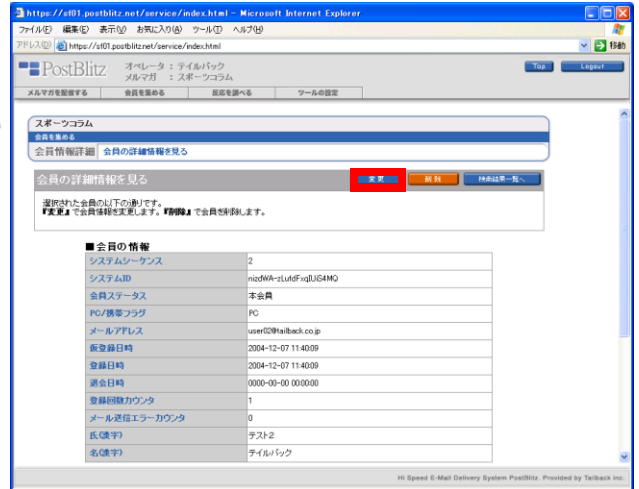 https://sf01.postblitz.net/service/index.html - Microsoft Internet Explorer
ファイル(F) 編集(E) 表示(V) お気に入り(A) ツール(T) ヘルプ(H)
アドレス(D) https://sf01.postblitz.net/service/index.html 移動
PostBlitz オペレータ : テイルバック Top Logout
メルマガ : スポーツコラム
メルマガを配信する 会員を集める 反応を調べる ツールの設定
スポーツコラム
会員を集める
会員情報詳細 会員の詳細情報を見る
会員の詳細情報を見る 変更 削除 検索結果一覧へ
選択された会員の以下の通りです。
『変更』で会員情報を変更します。『削除』で会員を削除します。
■会員の情報
システムシーケンス 2
システムID
会員ステータス 本会員
PC/携帯フラグ PC
メールアドレス user02@tailback.co.jp
仮登録日時 2004-12-07 11:40:09
登録日時 2004-12-07 11:40:09
退会日時 0000-00-00 00:00:00
登録回数カウンタ 1
メール送信エラーカウンタ 0
氏(漢字) テスト2
名(漢字) テイルバック
Hi Speed E-Mail Delivery System PostBlitz. Provided by Tailback inc.